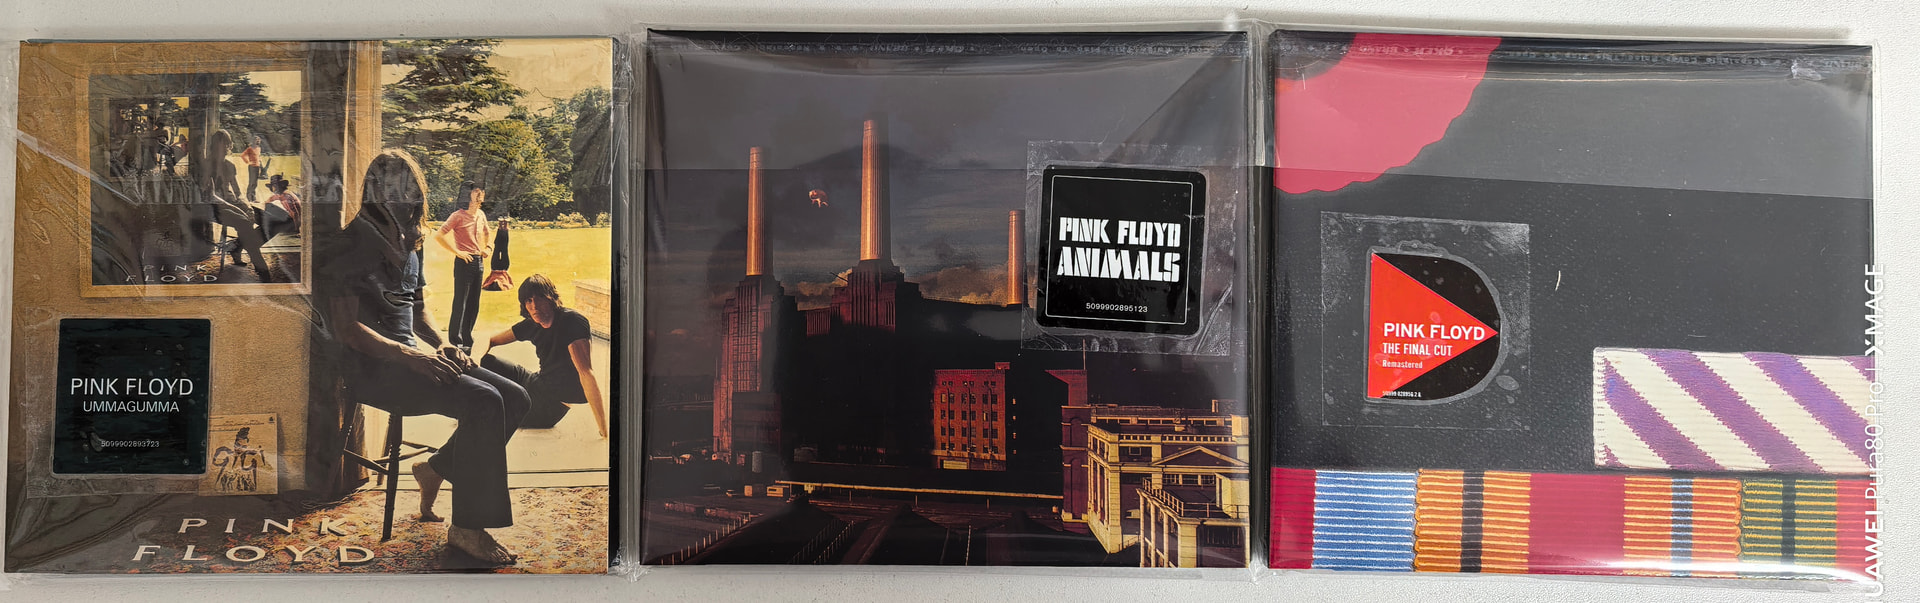 PINK
FLOYD
PINK FLOYD
UMMAGUMMA
5099902893723
GIGI
PINK
FLOYD
PINK FLOYD
ANIMALS
5099902895123
PINK FLOYD
THE FINAL CUT
Remastered
HUAWEI Pura80 Pro | XMAGE